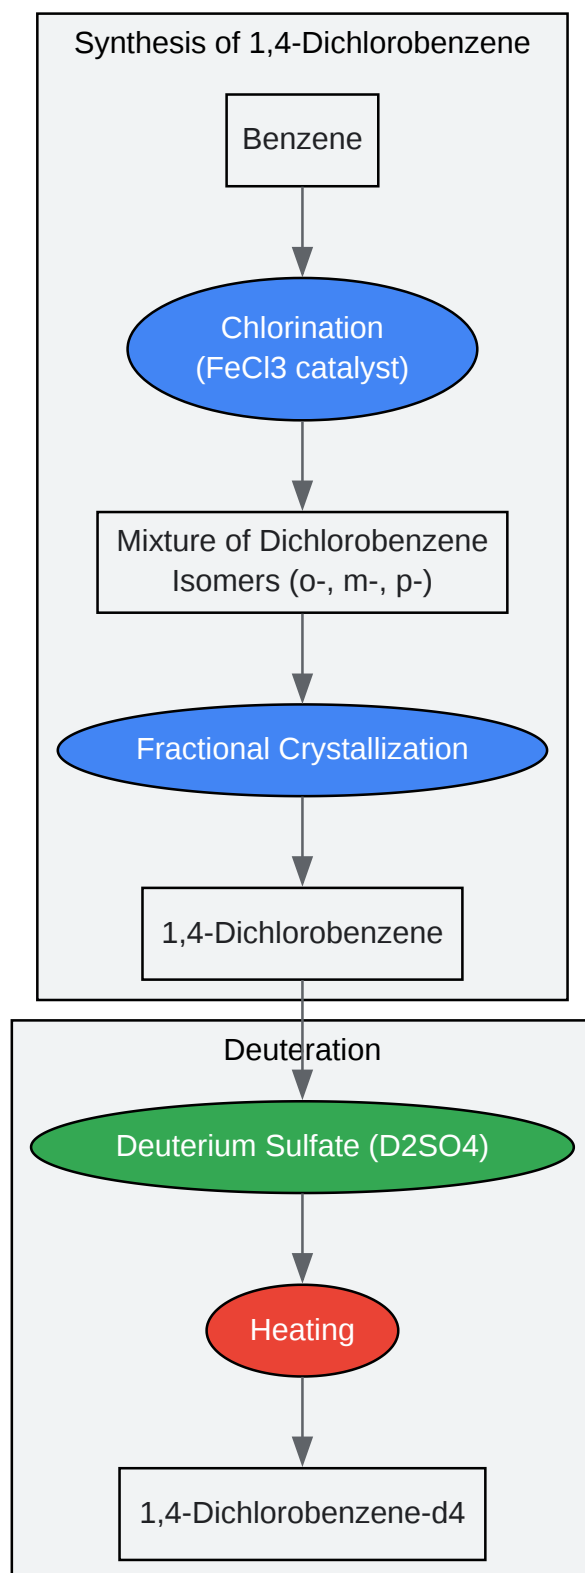 Synthesis of 1,4-Dichlorobenzene
Benzene
Chlorination
(FeCl3 catalyst)
Mixture of Dichlorobenzene
Isomers (o-, m-, p-)
Fractional Crystallization
1,4-Dichlorobenzene
Deuteration
Deuterium Sulfate (D2SO4)
Heating
1,4-Dichlorobenzene-d4